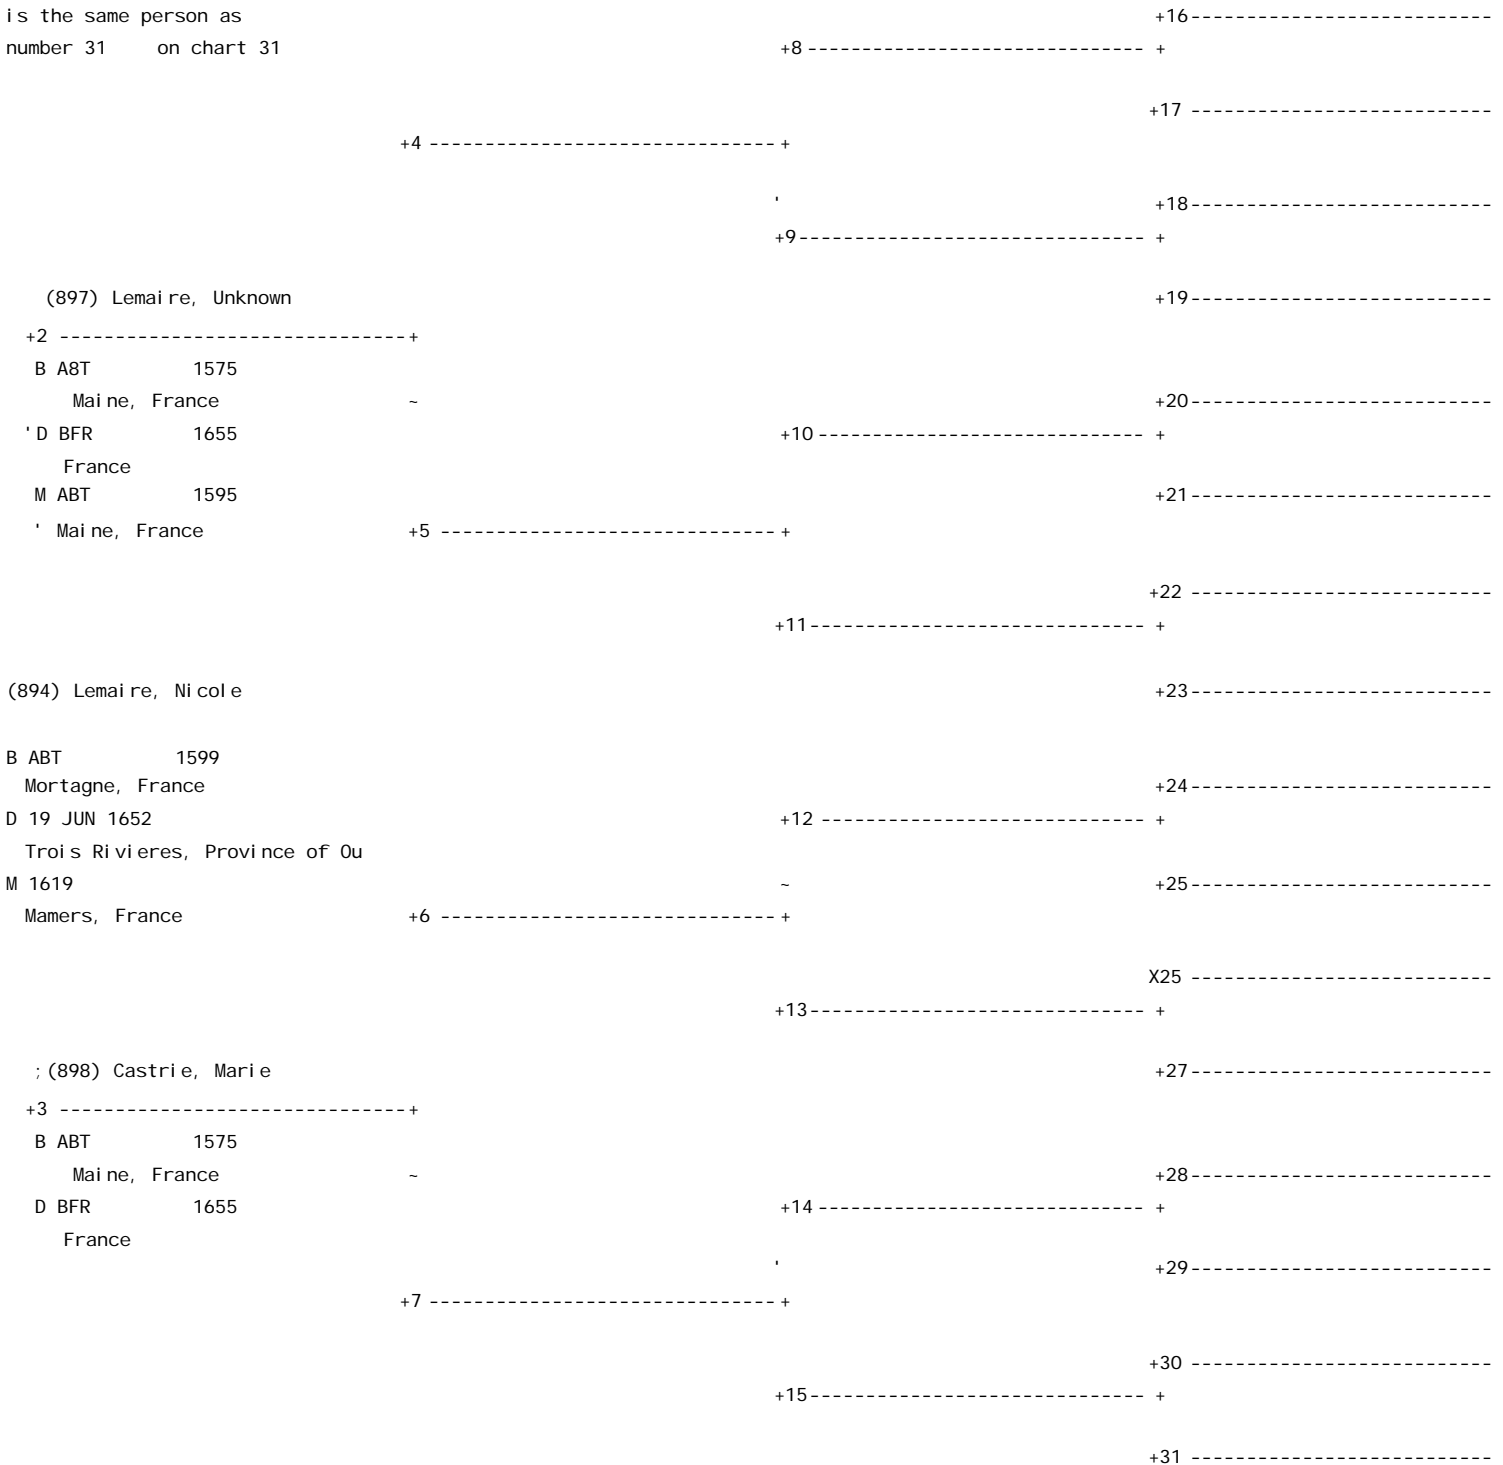 is the same person as +16---------------------------
number 31 on chart 31 +8 ------------------------------ +
+17 ---------------------------
+4 ------------------------------- +
' +18---------------------------
+9------------------------------- +
(897) Lemaire, Unknown +19---------------------------
+2 -------------------------------+
B A8T 1575
Maine, France ~ +20---------------------------
'D BFR 1655 +10 ----------------------------- +
France
M ABT 1595 +21---------------------------
' Maine, France +5 ------------------------------ +
+22 ---------------------------
+11------------------------------ +
(894) Lemaire, Nicole +23---------------------------
B ABT 1599
Mortagne, France +24---------------------------
D 19 JUN 1652 +12 ----------------------------- +
Trois Rivieres, Province of Ou
M 1619 ~ +25---------------------------
Mamers, France +6 ------------------------------ +
X25 ---------------------------
+13------------------------------ +
;(898) Castrie, Marie +27---------------------------
+3 -------------------------------+
B ABT 1575
Maine, France ~ +28---------------------------
D BFR 1655 +14 ----------------------------- +
France
' +29---------------------------
+7 ------------------------------- +
+30 ---------------------------
+15------------------------------ +
+31 ---------------------------